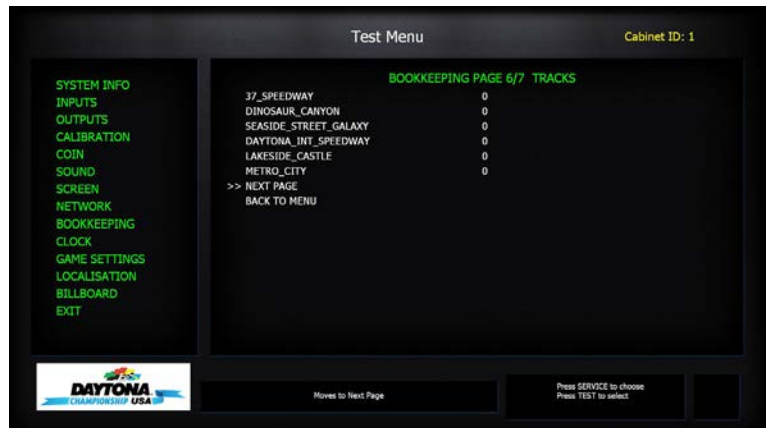 Test Menu
Cabinet ID: 1
SYSTEM INFO
INPUTS
OUTPUTS
CALIBRATION
COIN
SOUND
SCREEN
NETWORK
BOOKKEEPING
CLOCK
GAME SETTINGS
LOCALISATION
BILLBOARD
EXIT
BOOKKEEPING PAGE 6/7 TRACKS
37_SPEEDWAY 0
DINOSAUR_CANYON 0
SEASIDE_STREET_GALAXY 0
DAYTONA_INT_SPEEDWAY 0
LAKESIDE_CASTLE 0
METRO_CITY 0
>> NEXT PAGE
BACK TO MENU
DAYTONA
CHAMPIONSHIP USA
Moves to Next Page
Press SERVICE to choose
Press TEST to select